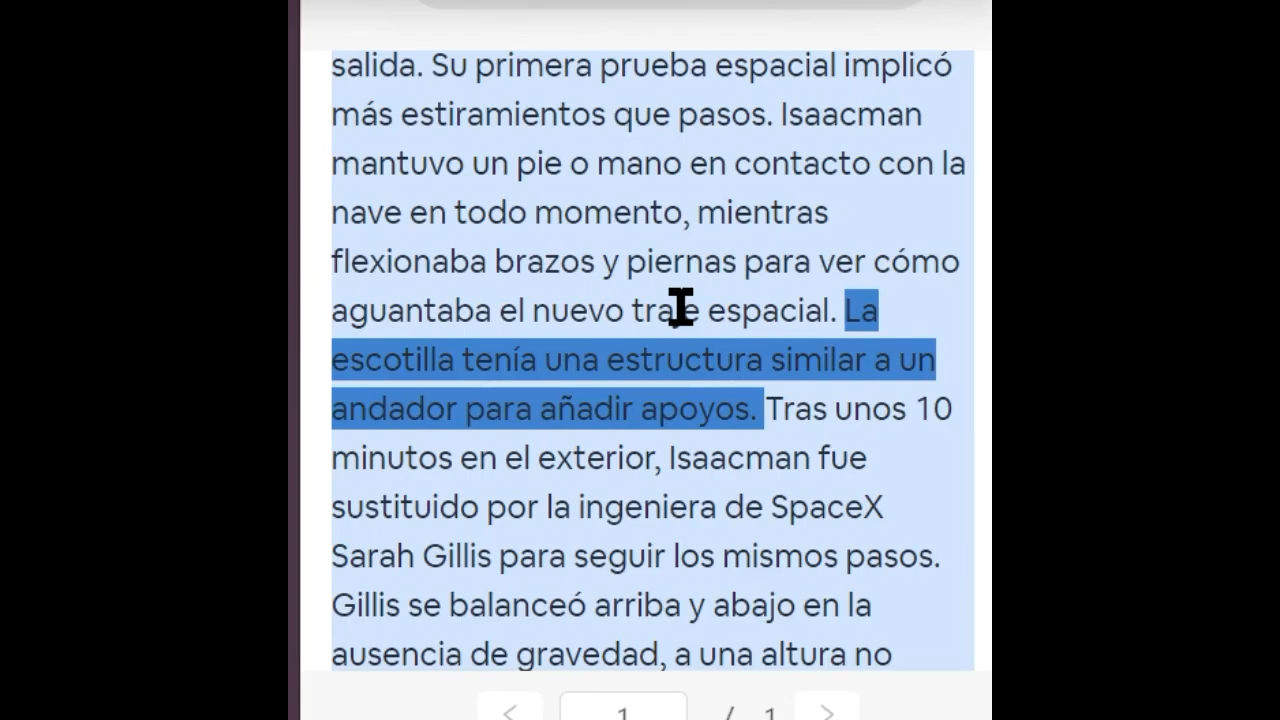 salida. Su primera prueba espacial implicó
más estiramientos que pasos. Isaacman
mantuvo un pie o mano en contacto con la
nave en todo momento, mientras
flexionaba brazos y piernas para ver cómo
aguantaba el nuevo traje espacial. La
escotilla tenía una estructura similar a un
andador para añadir apoyos. Tras unos 10
minutos en el exterior, Isaacman fue
sustituido por la ingeniera de SpaceX
Sarah Gillis para seguir los mismos pasos.
Gillis se balanceó arriba y abajo en la
ausencia de gravedad, a una altura no
< 1 / 1 >